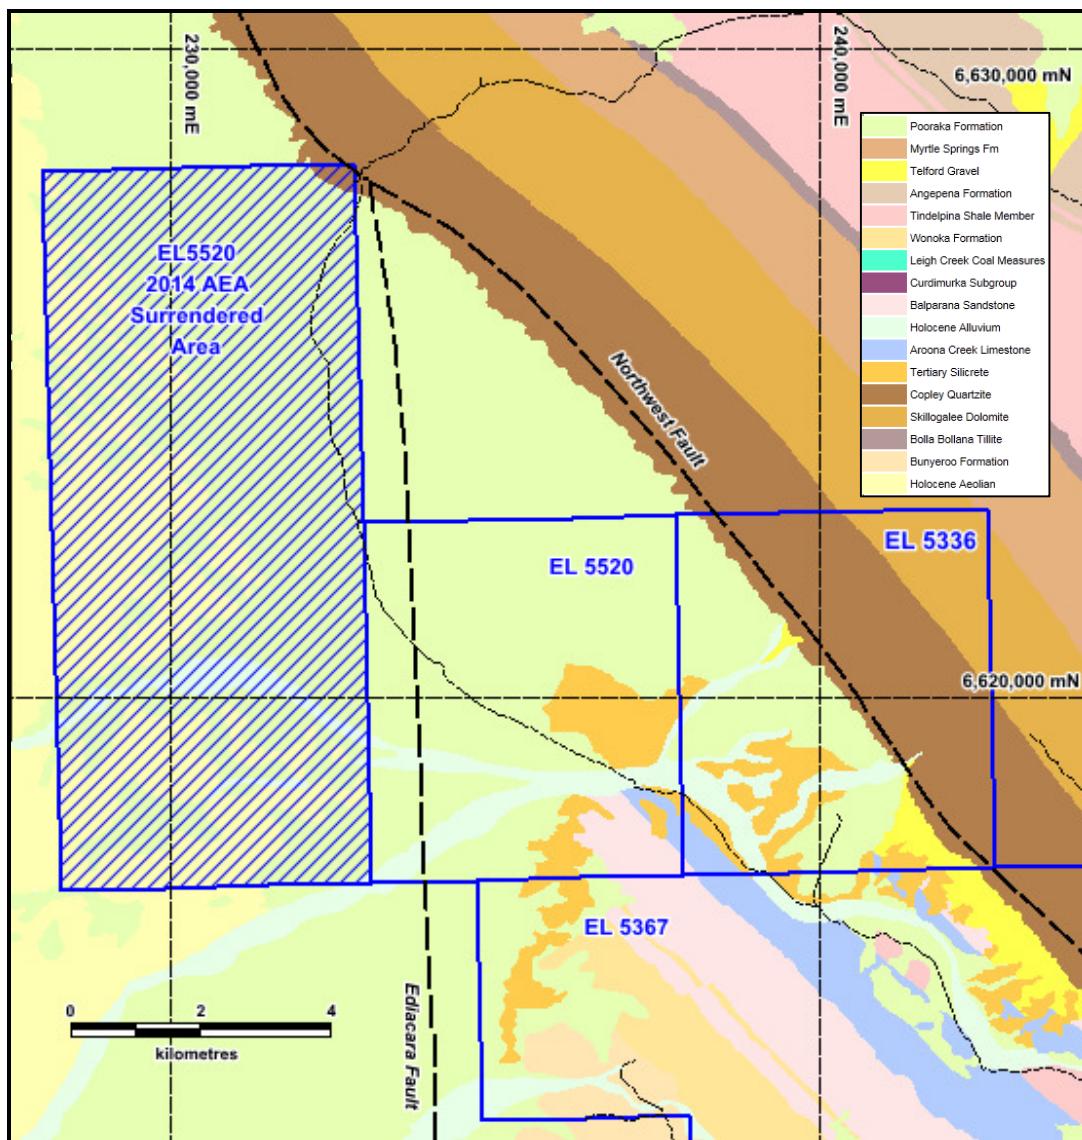 230,000 mE
240,000 mE
6,630,000 mN
Pooraka Formation
Myrtle Springs Fm
Telford Gravel
Angepena Formation
Tindelpina Shale Member
Wonoka Formation
Leigh Creek Coal Measures
Curdimurka Subgroup
Balparana Sandstone
Holocene Alluvium
Aroona Creek Limestone
Tertiary Silicrete
Copley Quartzite
Skillogalee Dolomite
Bolla Bollana Tillite
Bunyeroo Formation
Holocene Aeolian
EL5520
2014 AEA
Surrendered
Area
Northwest Fault
EL 5520
EL 5336
6,620,000 mN
EL 5367
Ediacara Fault
0 2 4
kilometres